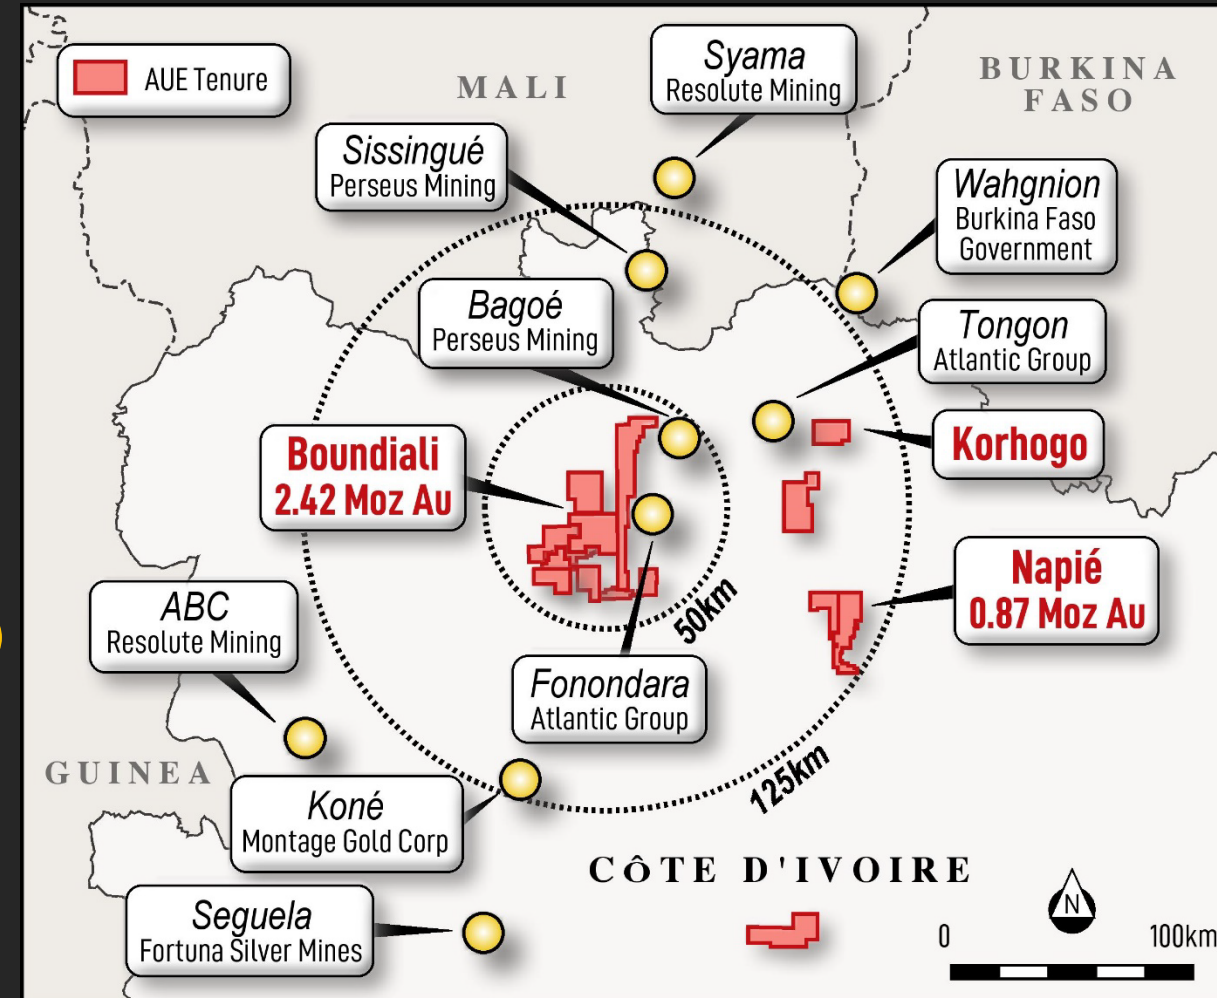 AUE Tenure
MALI
Syama
Resolute Mining
BURKINA
FASO
Sissingué
Perseus Mining
Wahgnion
Burkina Faso
Government
Bagoé
Perseus Mining
Tongon
Atlantic Group
Boundiali
2.42 Moz Au
Korhogo
Napié
0.87 Moz Au
50km
ABC
Resolute Mining
Fonondara
Atlantic Group
125km
GUINEA
Koné
Montage Gold Corp
CÔTE D'IVOIRE
Seguela
Fortuna Silver Mines
N
0
100km